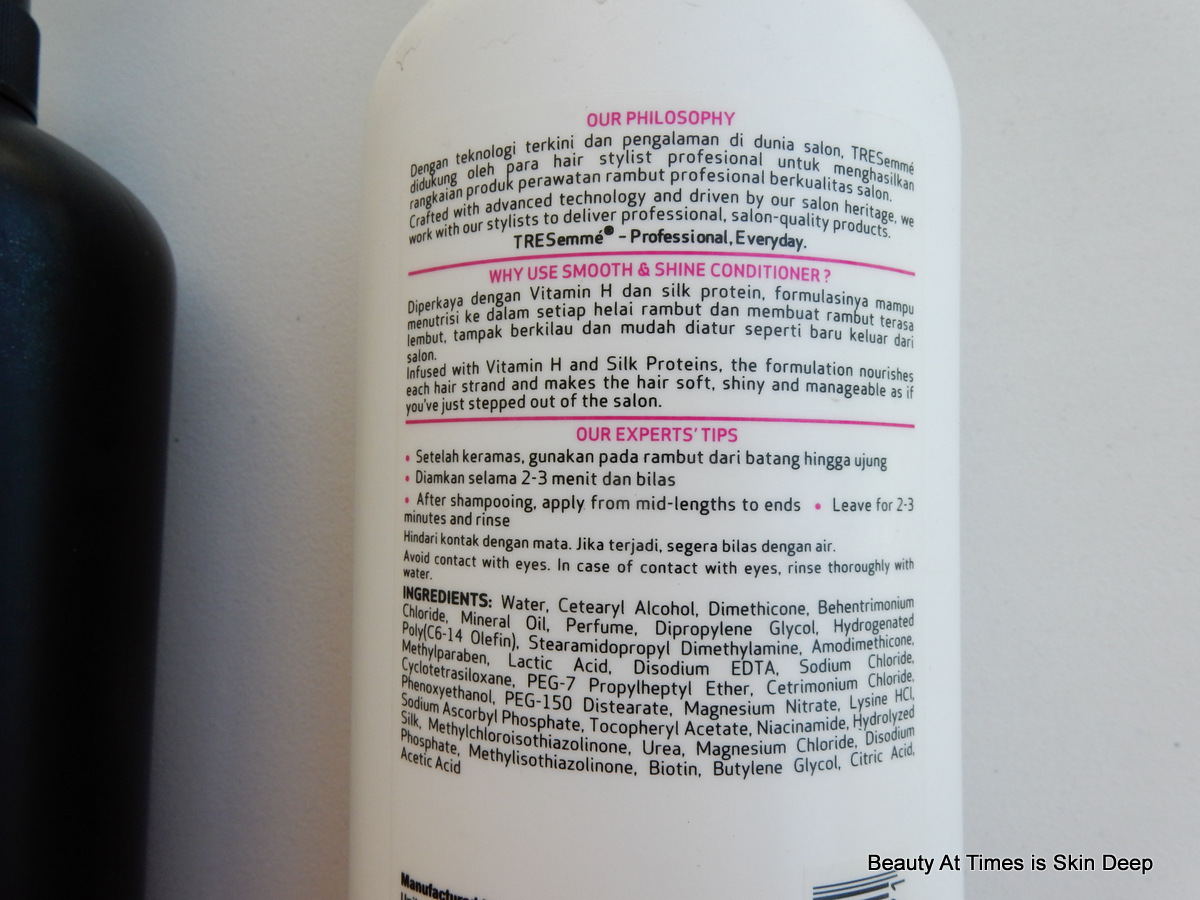 OUR PHILOSOPHY
Dengan teknologi terkini dan pengalaman di dunia salon, TRESemmé
didukung oleh para hair stylist profesional untuk menghasilkan
rangkaian produk perawatan rambut profesional berkualitas salon.
Crafted with advanced technology and driven by our salon heritage, we
work with our stylists to deliver professional, salon-quality products.
TRESemmé® – Professional, Everyday.
WHY USE SMOOTH & SHINE CONDITIONER ?
Diperkaya dengan Vitamin H dan silk protein, formulasinya mampu
menutrisi ke dalam setiap helai rambut dan membuat rambut terasa
lembut, tampak berkilau dan mudah diatur seperti baru keluar dari
salon.
Infused with Vitamin H and Silk Proteins, the formulation nourishes
each hair strand and makes the hair soft, shiny and manageable as if
you've just stepped out of the salon.
OUR EXPERTS' TIPS
• Setelah keramas, gunakan pada rambut dari batang hingga ujung
• Diamkan selama 2-3 menit dan bilas
• After shampooing, apply from mid-lengths to ends • Leave for 2-3
minutes and rinse
Hindari kontak dengan mata. Jika terjadi, segera bilas dengan air.
Avoid contact with eyes. In case of contact with eyes, rinse thoroughly with
water.
INGREDIENTS: Water, Cetearyl Alcohol, Dimethicone, Behentrimonium
Chloride, Mineral Oil, Perfume, Dipropylene Glycol, Hydrogenated
Poly(C6-14 Olefin), Stearamidopropyl Dimethylamine, Amodimethicone,
Methylparaben, Lactic Acid, Disodium EDTA, Sodium Chloride,
Cyclotetrasiloxane, PEG-7 Propylheptyl Ether, Cetrimonium Chloride,
Phenoxyethanol, PEG-150 Distearate, Magnesium Nitrate, Lysine HCl,
Sodium Ascorbyl Phosphate, Tocopheryl Acetate, Niacinamide, Hydrolyzed
Silk, Methylchloroisothiazolinone, Urea, Magnesium Chloride, Disodium
Phosphate, Methylisothiazolinone, Biotin, Butylene Glycol, Citric Acid,
Acetic Acid
Manufactured
Beauty At Times is Skin Deep